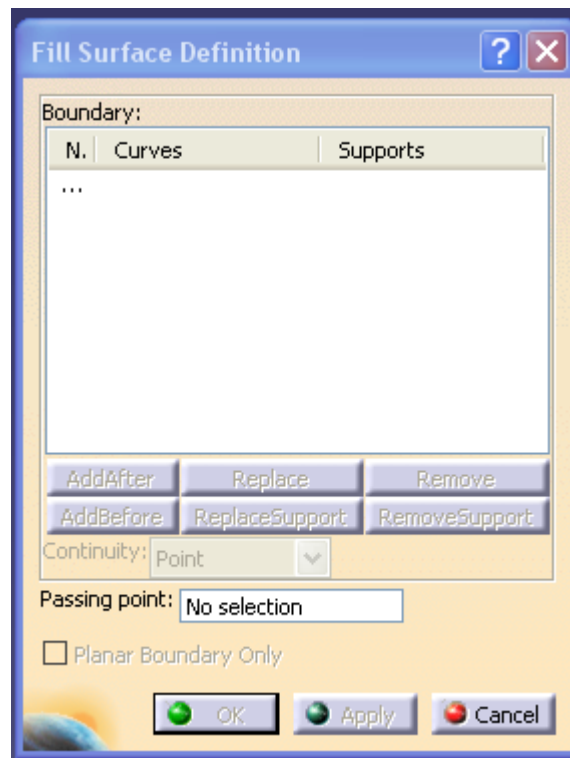 Fill Surface Definition
Boundary:
N. Curves Supports
...
AddAfter Replace Remove
AddBefore ReplaceSupport RemoveSupport
Continuity: Point
Passing point: No selection
Planar Boundary Only
OK Apply Cancel